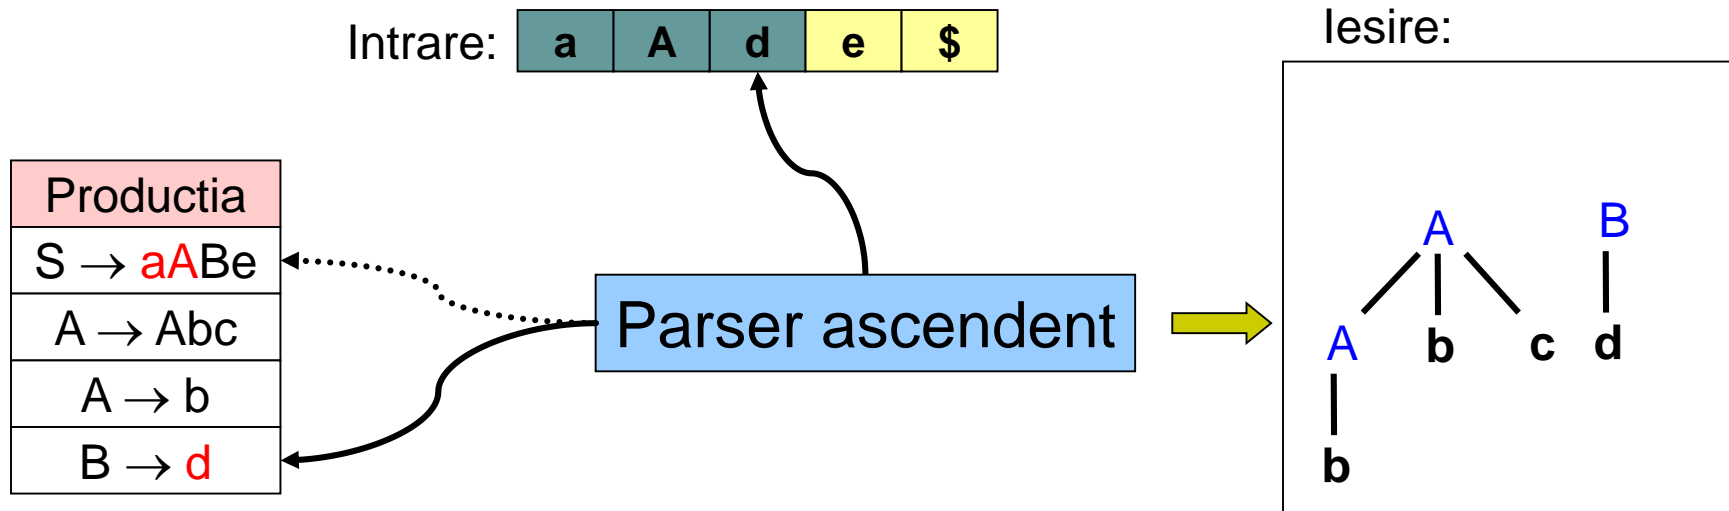 Intrare: a A d e $
Iesire:
Productia
S → aABe
A → Abc
A → b
B → d
Parser ascendent
A B
A b c d
b